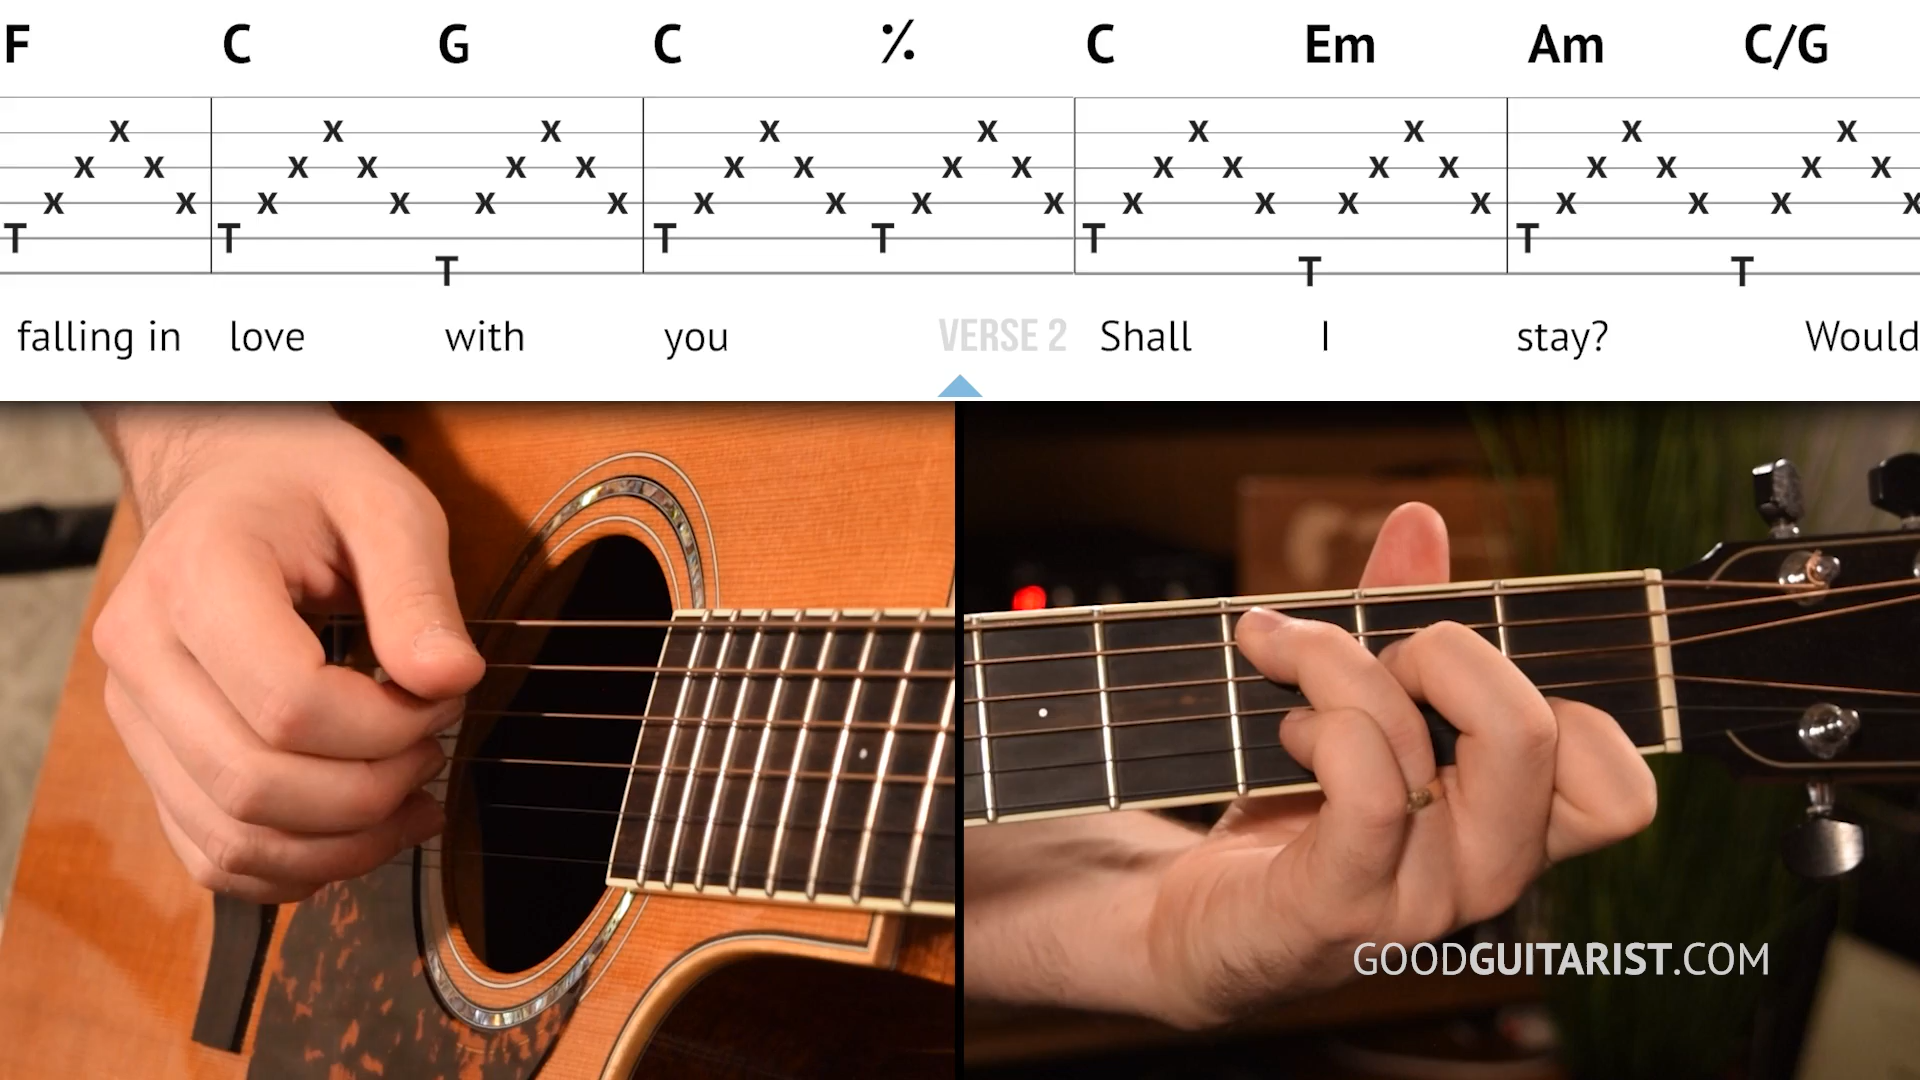 F C G C ٪ C Em Am C/G
x x x x x x x x
x x x x x x x x x x x x x x x x
x x x x x x x x x x x x x x x x x
T T T T T T
T T T
falling in love with you VERSE 2 Shall I stay? Would
GOODGUITARIST.COM